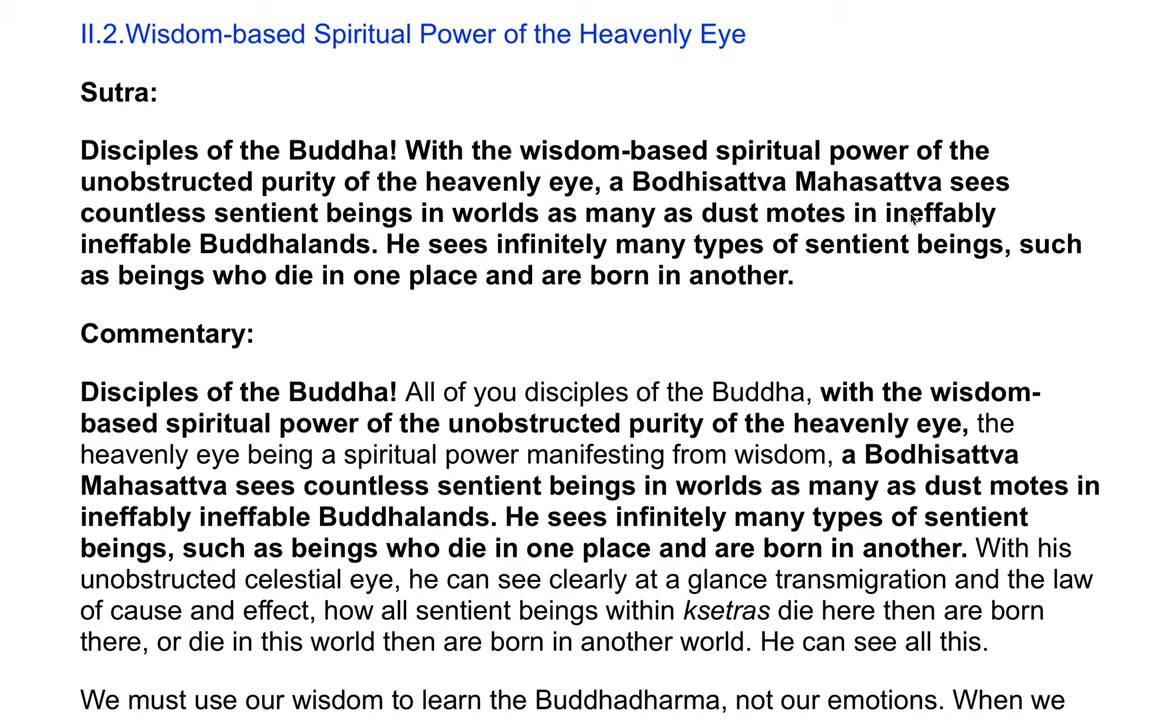 II.2.Wisdom-based Spiritual Power of the Heavenly Eye
Sutra:
Disciples of the Buddha! With the wisdom-based spiritual power of the
unobstructed purity of the heavenly eye, a Bodhisattva Mahasattva sees
countless sentient beings in worlds as many as dust motes in ineffably
ineffable Buddhalands. He sees infinitely many types of sentient beings, such
as beings who die in one place and are born in another.
Commentary:
Disciples of the Buddha! All of you disciples of the Buddha, with the wisdom-
based spiritual power of the unobstructed purity of the heavenly eye, the
heavenly eye being a spiritual power manifesting from wisdom, a Bodhisattva
Mahasattva sees countless sentient beings in worlds as many as dust motes in
ineffably ineffable Buddhalands. He sees infinitely many types of sentient
beings, such as beings who die in one place and are born in another. With his
unobstructed celestial eye, he can see clearly at a glance transmigration and the law
of cause and effect, how all sentient beings within ksetras die here then are born
there, or die in this world then are born in another world. He can see all this.
We must use our wisdom to learn the Buddhadharma, not our emotions. When we